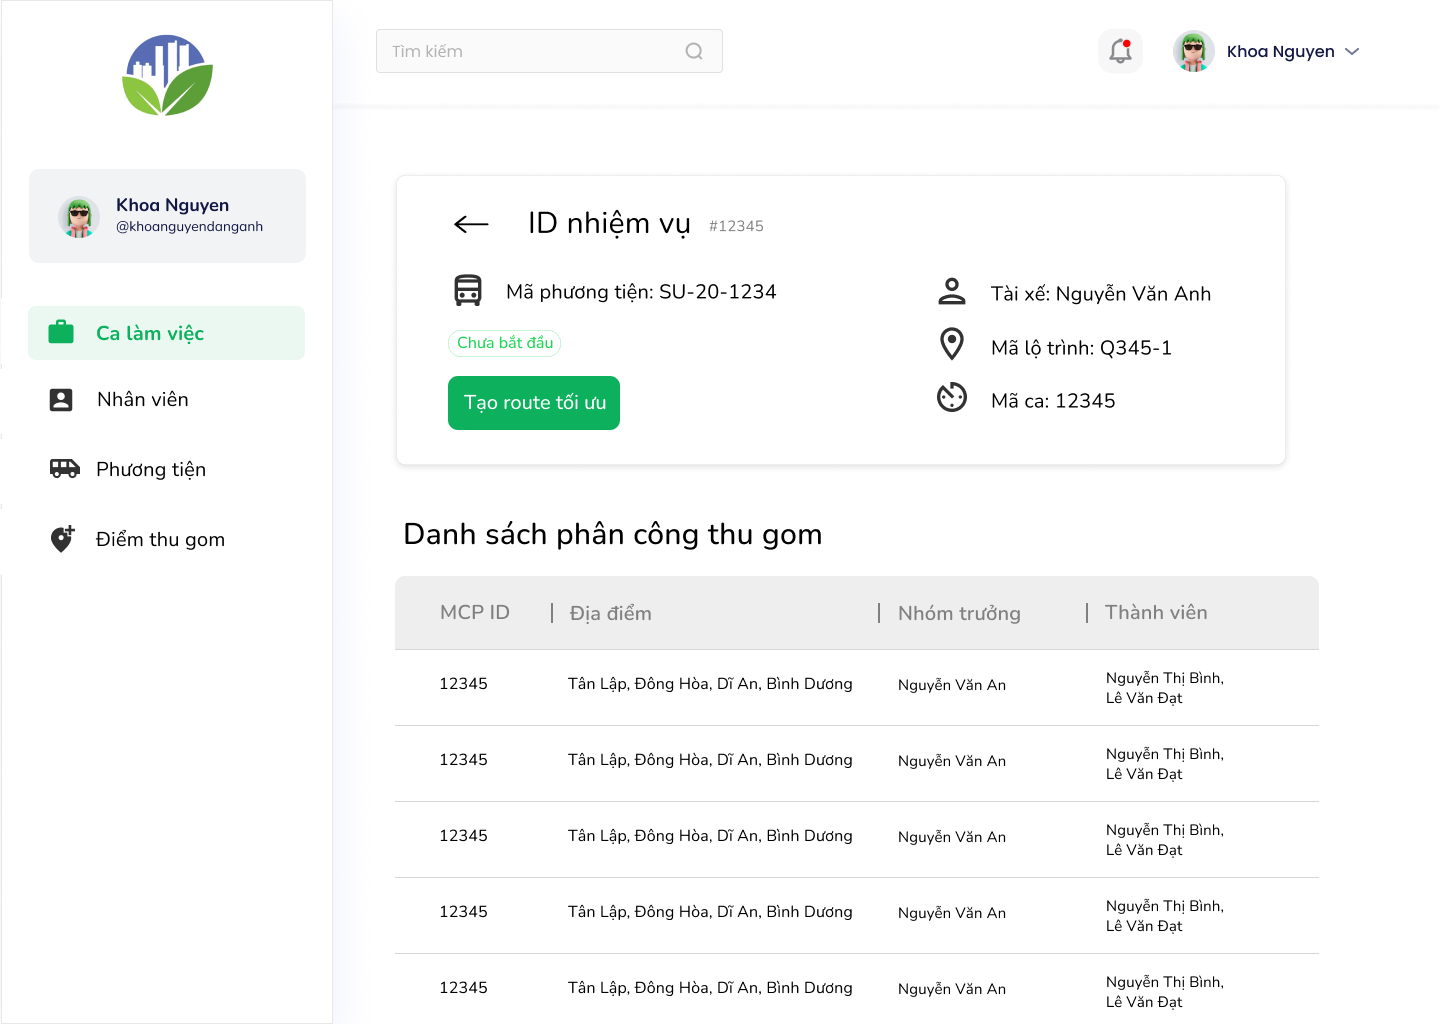 Tìm kiếm
Khoa Nguyen
Khoa Nguyen
@khoanguyendanganh
Ca làm việc
Nhân viên
Phương tiện
Điểm thu gom
ID nhiệm vụ #12345
Mã phương tiện: SU-20-1234
Chưa bắt đầu
Tạo route tối ưu
Tài xế: Nguyễn Văn Anh
Mã lộ trình: Q345-1
Mã ca: 12345
Danh sách phân công thu gom
MCP ID | Địa điểm | Nhóm trưởng | Thành viên
12345 Tân Lập, Đông Hòa, Dĩ An, Bình Dương Nguyễn Văn An Nguyễn Thị Bình,
Lê Văn Đạt
12345 Tân Lập, Đông Hòa, Dĩ An, Bình Dương Nguyễn Văn An Nguyễn Thị Bình,
Lê Văn Đạt
12345 Tân Lập, Đông Hòa, Dĩ An, Bình Dương Nguyễn Văn An Nguyễn Thị Bình,
Lê Văn Đạt
12345 Tân Lập, Đông Hòa, Dĩ An, Bình Dương Nguyễn Văn An Nguyễn Thị Bình,
Lê Văn Đạt
12345 Tân Lập, Đông Hòa, Dĩ An, Bình Dương Nguyễn Văn An Nguyễn Thị Bình,
Lê Văn Đạt